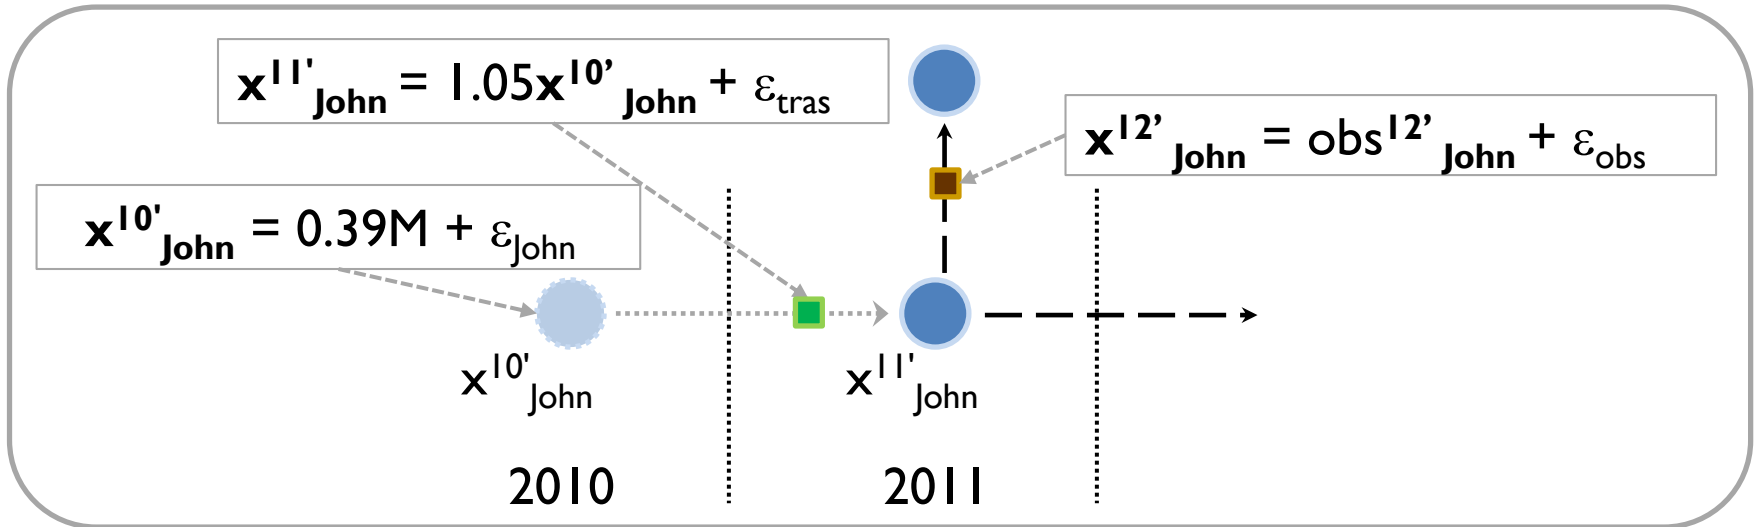 x¹¹'John = 1.05x¹⁰’John + εtras
x¹²’John = obs¹²’John + εobs
x¹⁰'John = 0.39M + εJohn
x¹⁰'John
x¹¹'John
2010
2011